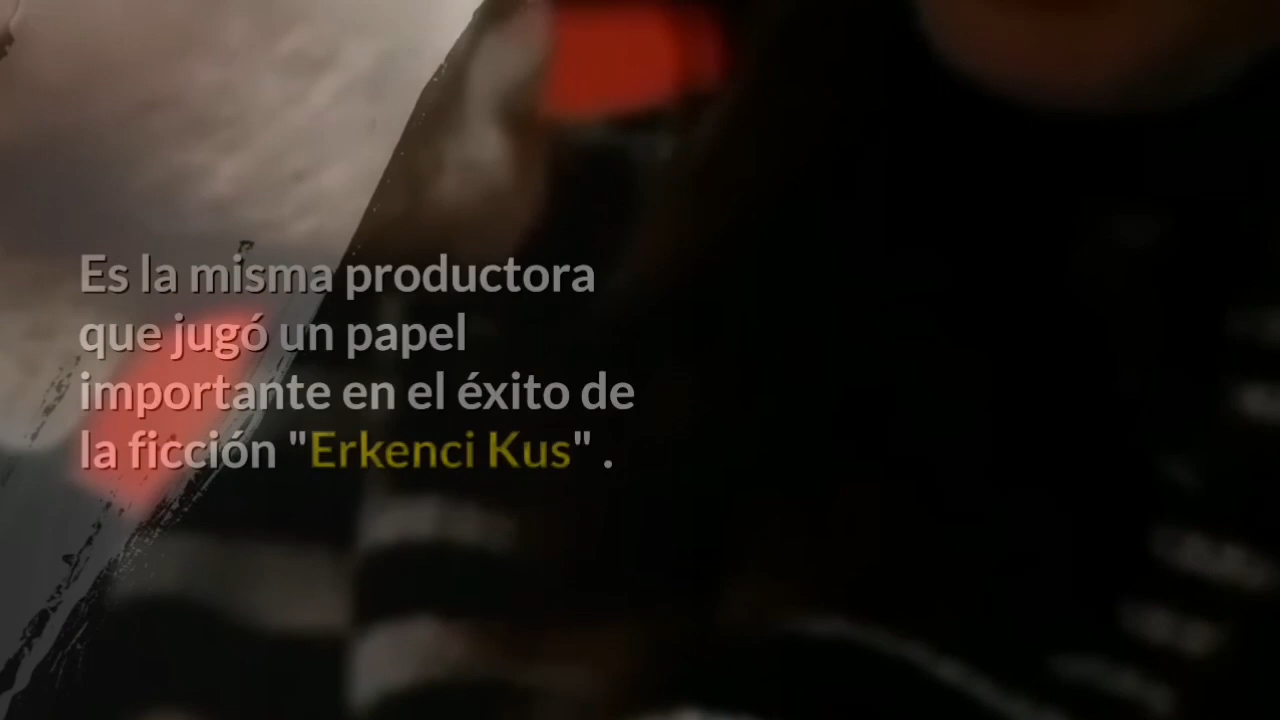 Es la misma productora
que jugó un papel
importante en el éxito de
la ficción "Erkenci Kus" .